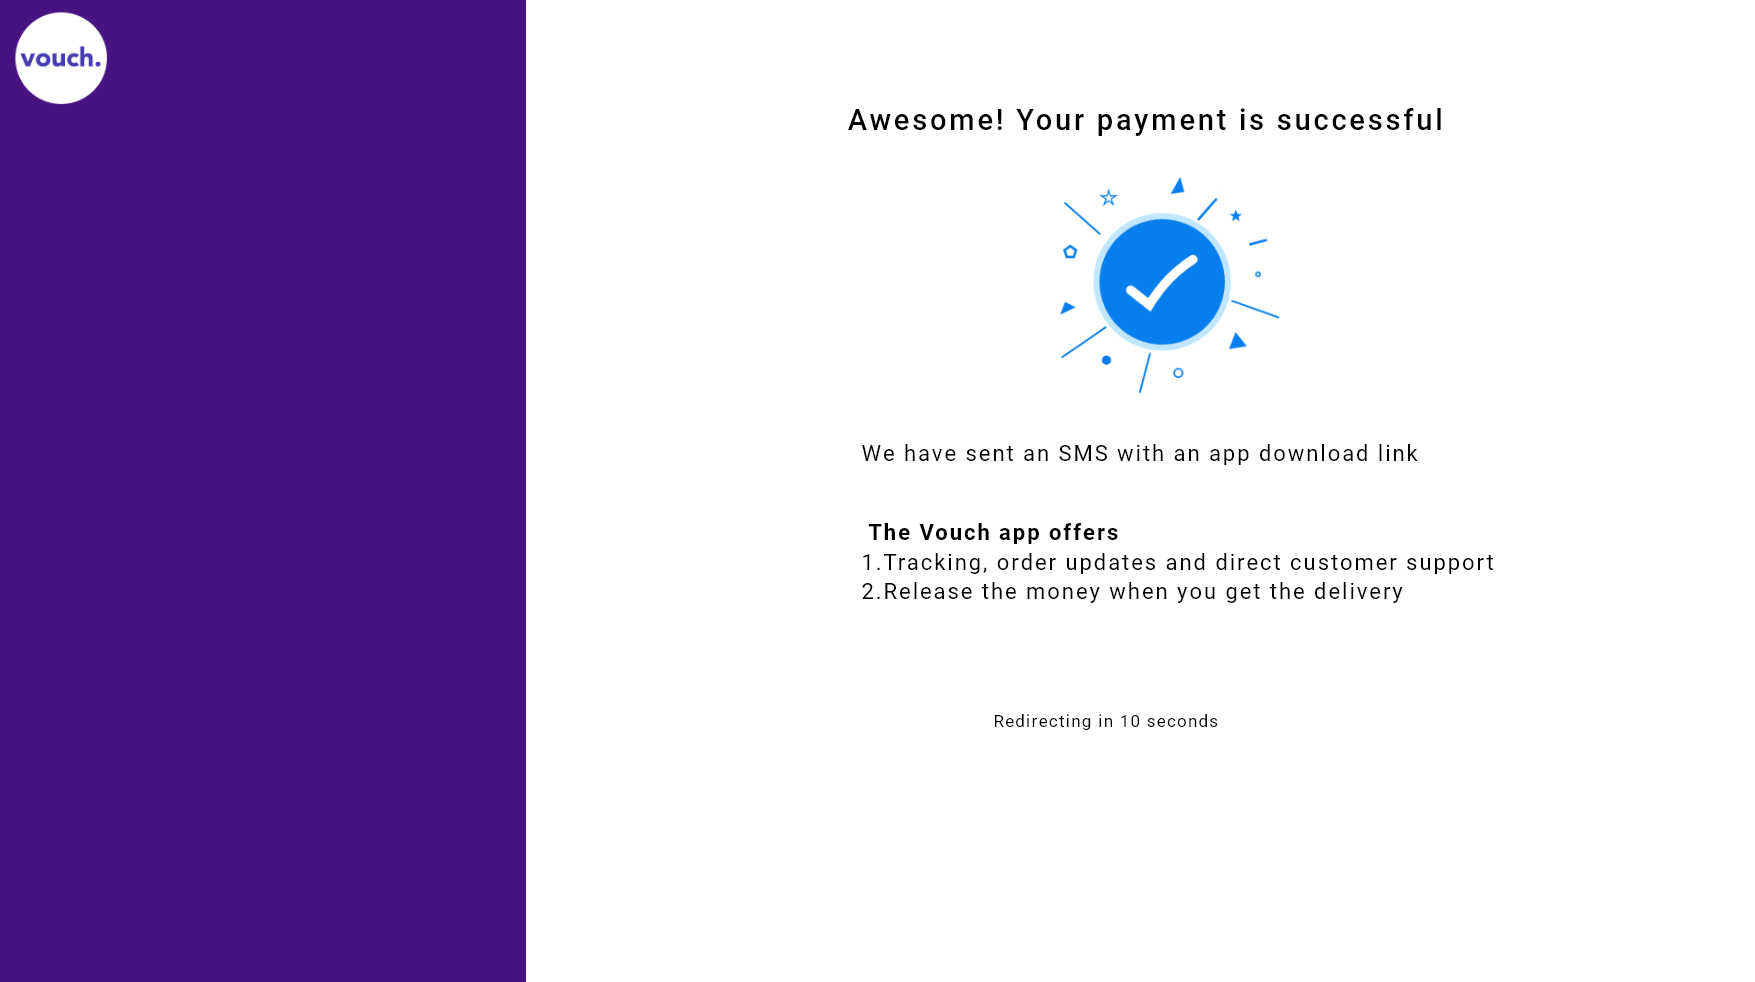 vouch.
Awesome! Your payment is successful
We have sent an SMS with an app download link
The Vouch app offers
1.Tracking, order updates and direct customer support
2.Release the money when you get the delivery
Redirecting in 10 seconds